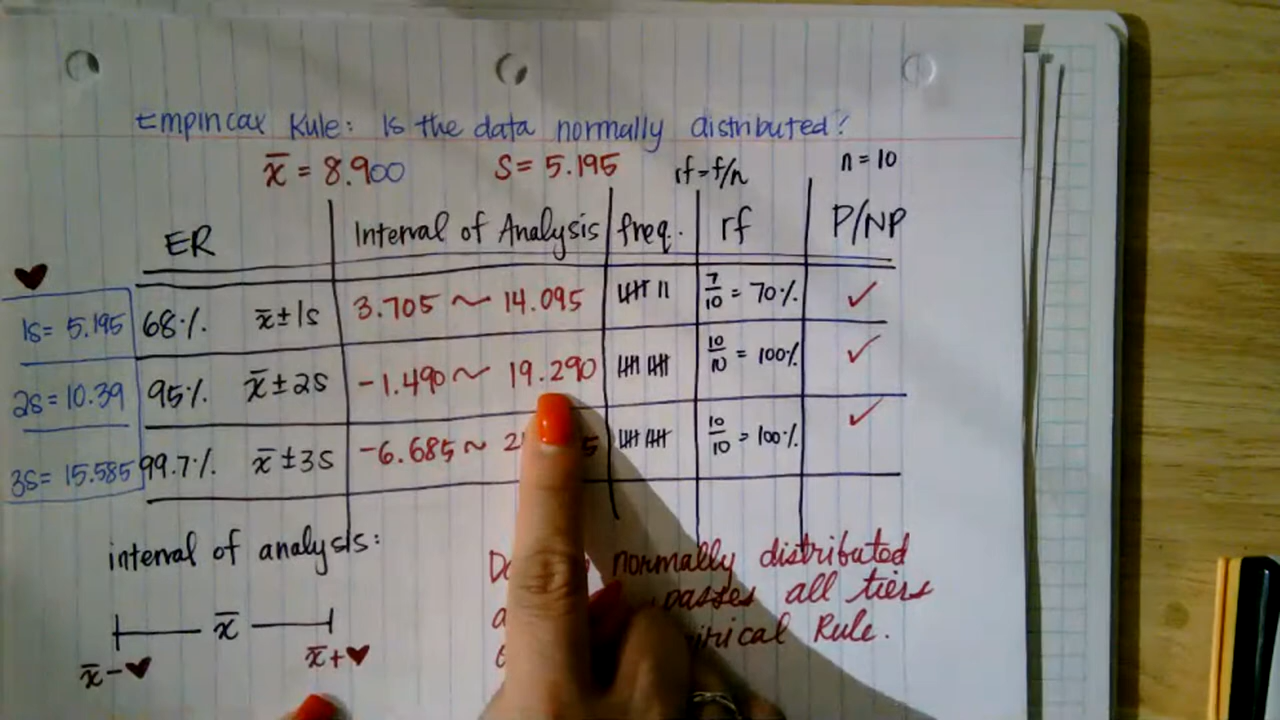 Empirical Rule: Is the data normally distributed?
x̄ = 8.900 S = 5.195 rf = f/n n = 10
ER Interval of Analysis freq. rf P/NP
1s = 5.195 68% x̄ ± 1s 3.705 ~ 14.095 𝍸 || 7/10 = 70% ✓
2s = 10.39 95% x̄ ± 2s -1.490 ~ 19.290 𝍸 𝍸 10/10 = 100% ✓
3s = 15.585 99.7% x̄ ± 3s -6.685 ~ 𝍸 𝍸 10/10 = 100% ✓
interval of analysis:
x̄
x̄ - ♥ x̄ + ♥
normally distributed
passes all tiers
Rule.